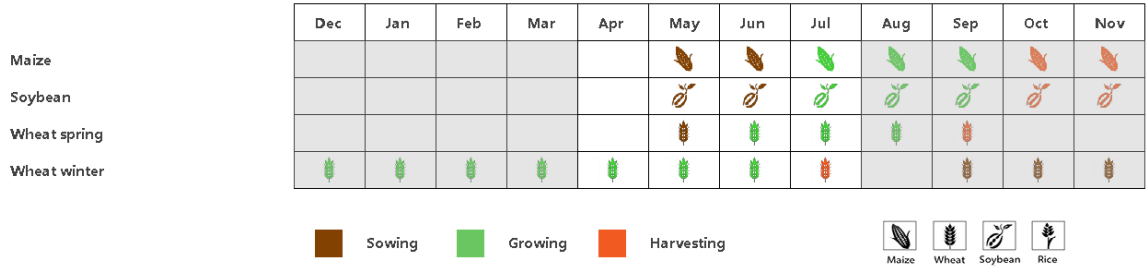 Dec Jan Feb Mar Apr May Jun Jul Aug Sep Oct Nov
Maize
Soybean
Wheat spring
Wheat winter
Sowing Growing Harvesting
Maize Wheat Soybean Rice